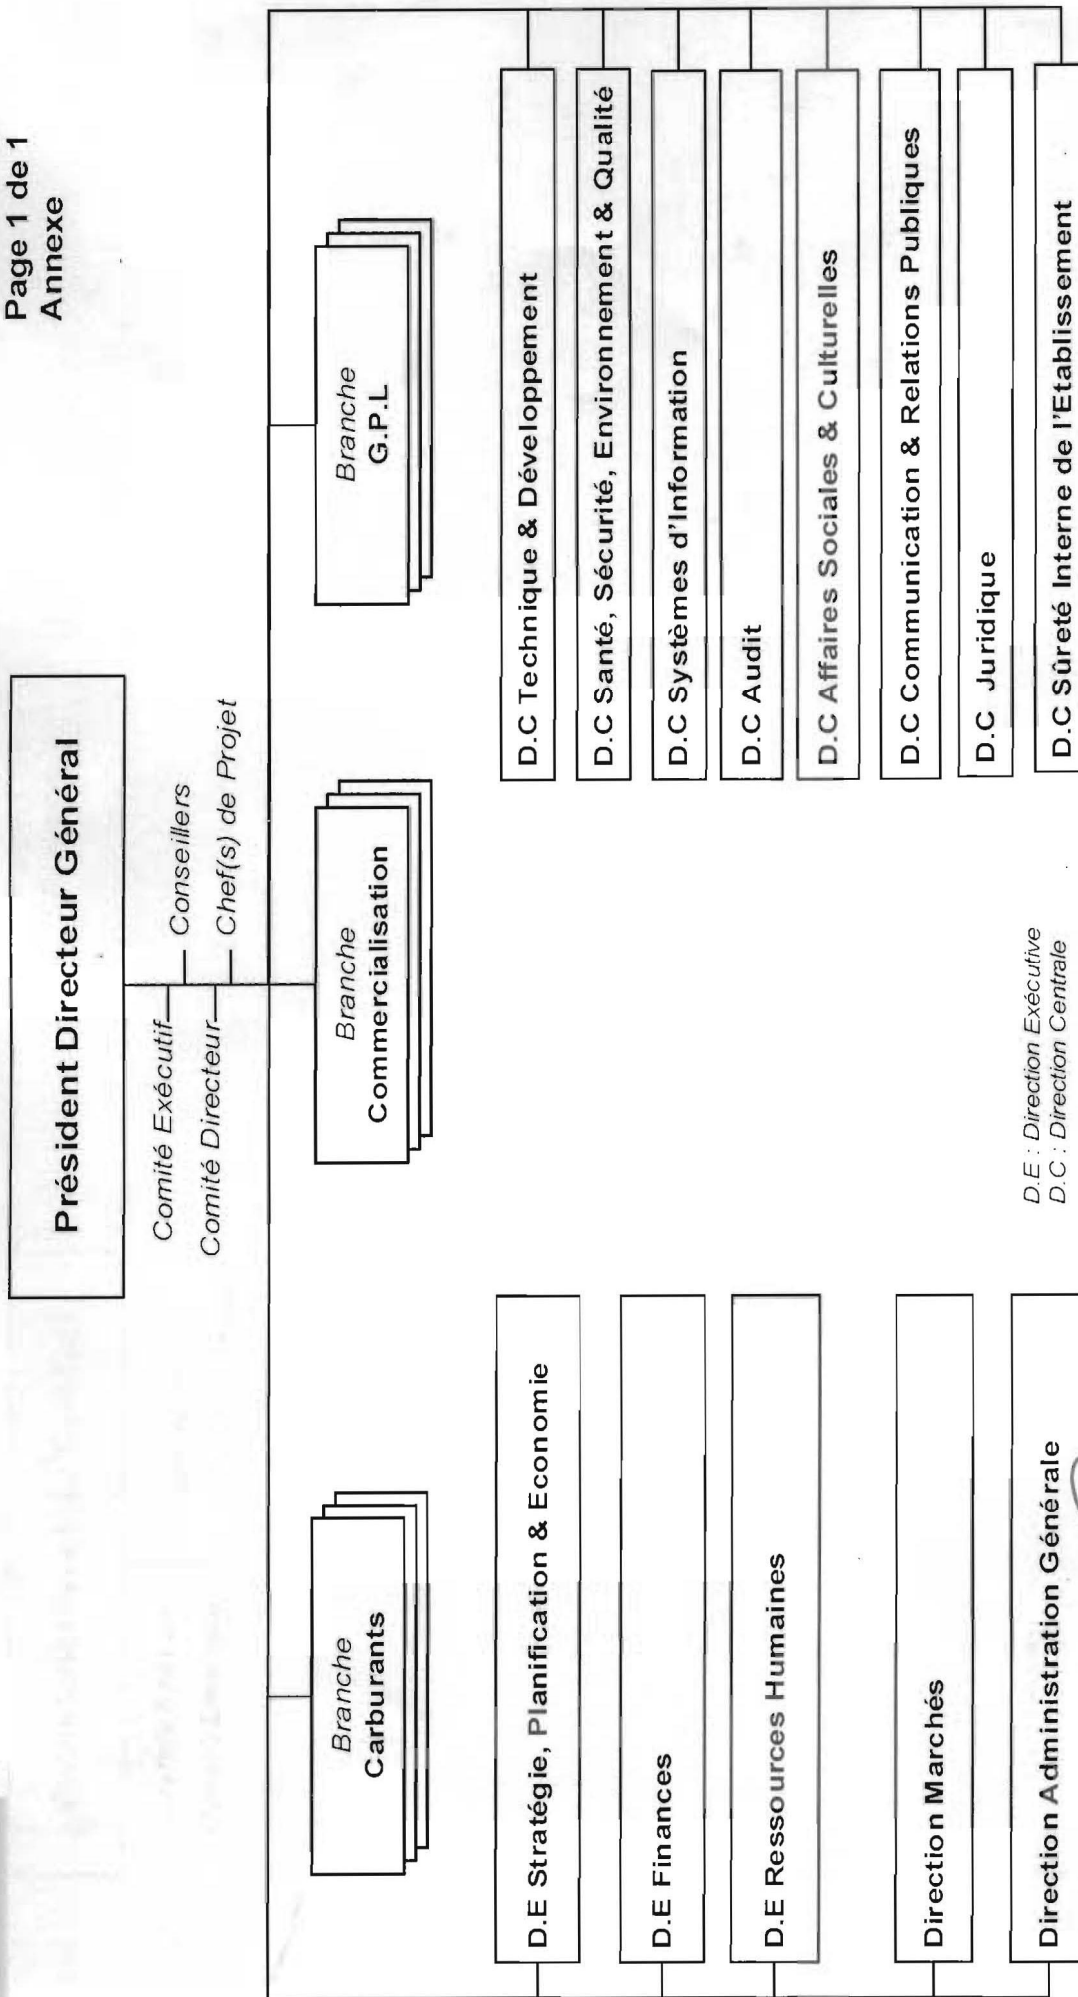 Page 1 de 1
Annexe
Président Directeur Général
Comité Exécutif
Conseillers
Comité Directeur
Chef(s) de Projet
Branche
Carburants
Branche
Commercialisation
Branche
G.P.L
D.E Stratégie, Planification & Economie
D.E Finances
D.E Ressources Humaines
Direction Marchés
Direction Administration Générale
D.C Technique & Développement
D.C Santé, Sécurité, Environnement & Qualité
D.C Systèmes d'Information
D.C Audit
D.C Affaires Sociales & Culturelles
D.C Communication & Relations Publiques
D.C Juridique
D.C Sûreté Interne de l'Etablissement
D.E : Direction Exécutive
D.C : Direction Centrale